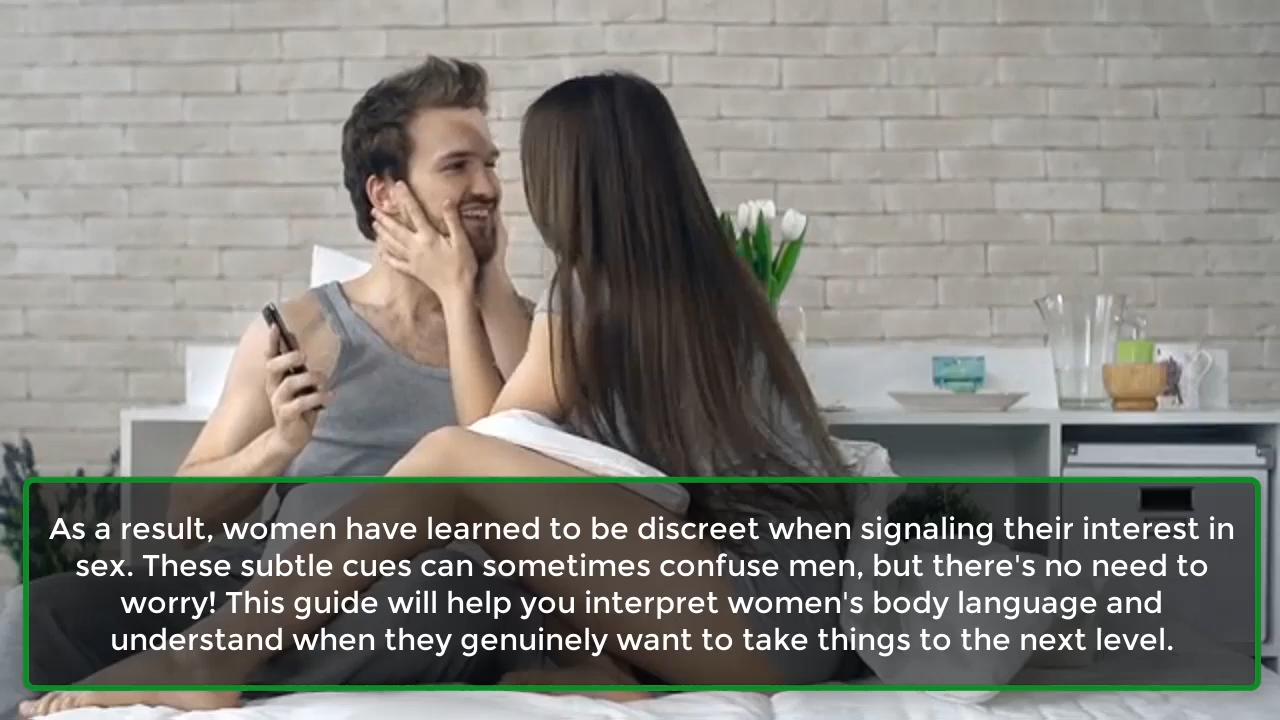 As a result, women have learned to be discreet when signaling their interest in
sex. These subtle cues can sometimes confuse men, but there's no need to
worry! This guide will help you interpret women's body language and
understand when they genuinely want to take things to the next level.